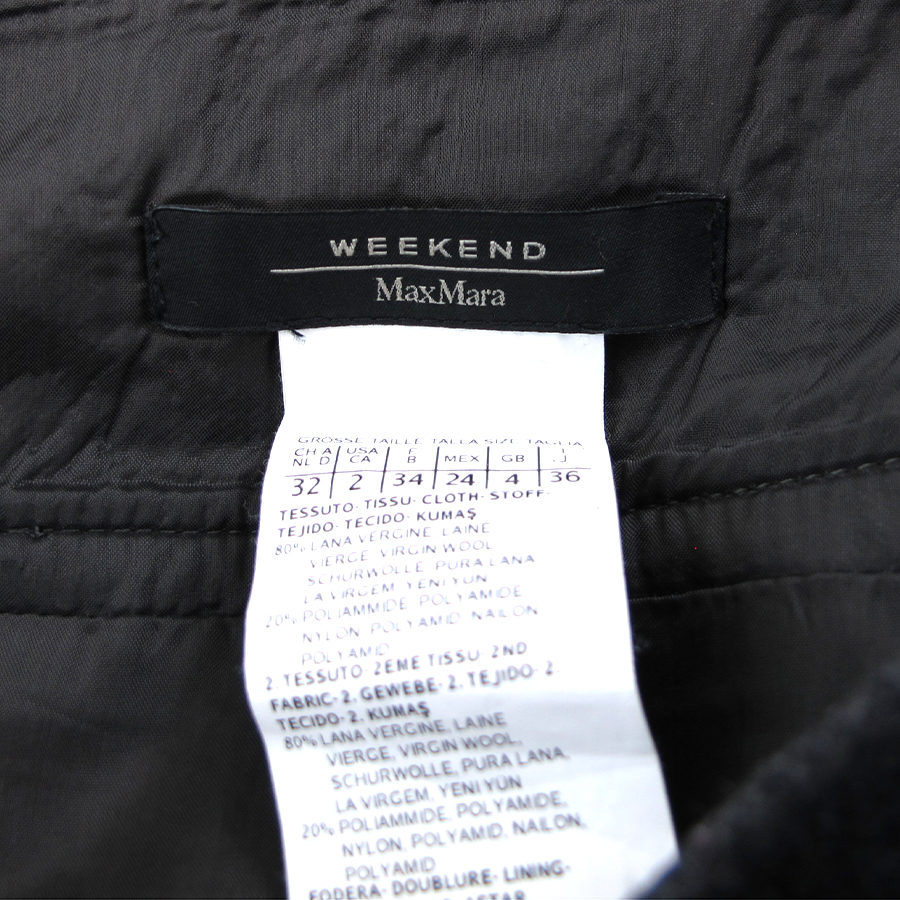 WEEKEND
MaxMara
GRÖSSE TAILLE TALLA SIZE TAGLIA
CH A USA F I
NL D CA B MEX GB J
32 2 34 24 4 36
TESSUTO- TISSU- CLOTH- STOFF-
TEJIDO- TECIDO- KUMAŞ
80% LANA VERGINE, LAINE
VIERGE, VIRGIN WOOL,
SCHURWOLLE, PURA LANA,
LA VIRGEM, YENI YÜN
20% POLIAMMIDE, POLYAMIDE,
NYLON, POLYAMID, NAILON,
POLYAMID
2. TESSUTO- 2EME TISSU- 2ND
FABRIC- 2. GEWEBE- 2. TEJIDO- 2.
TECIDO- 2. KUMAŞ
80% LANA VERGINE, LAINE
VIERGE, VIRGIN WOOL,
SCHURWOLLE, PURA LANA,
LA VIRGEM, YENI YÜN
20% POLIAMMIDE, POLYAMIDE,
NYLON, POLYAMID, NAILON,
POLYAMID
FODERA- DOUBLURE- LINING-